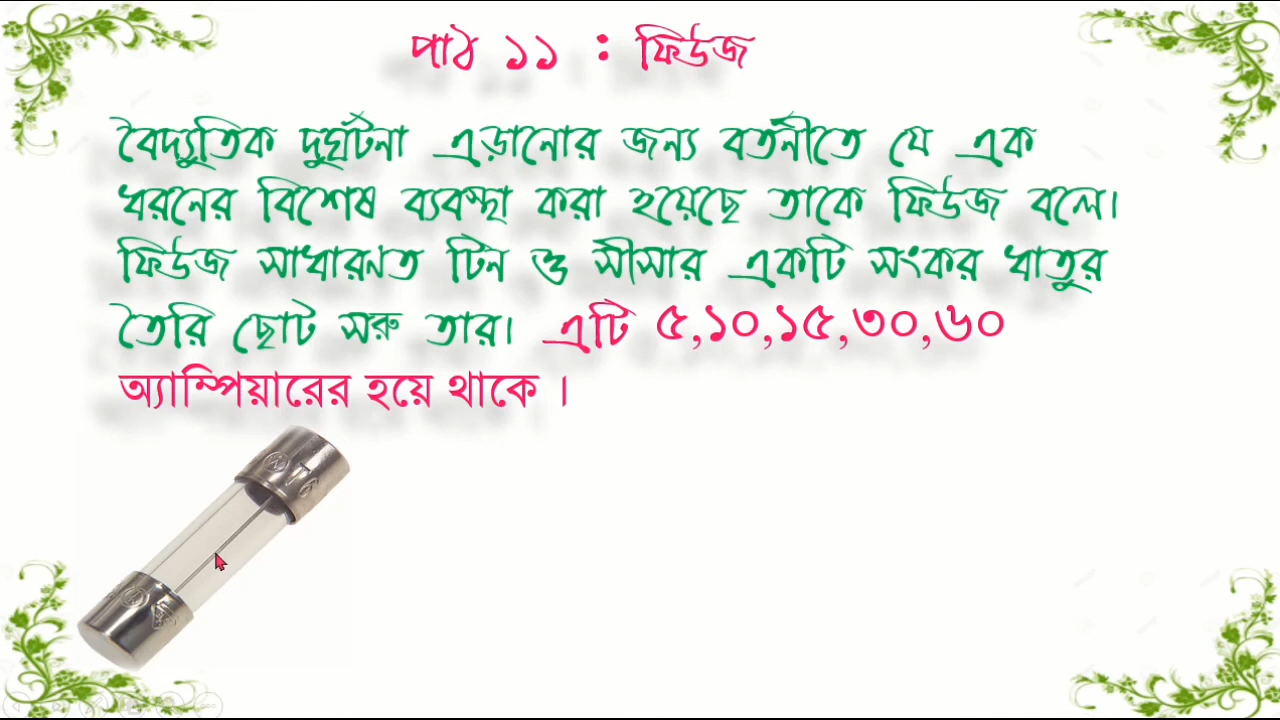 পাঠ ১১ : ফিউজ
বৈদ্যুতিক দুর্ঘটনা এড়ানোর জন্য বর্তনীতে যে এক
ধরনের বিশেষ ব্যবস্থা করা হয়েছে তাকে ফিউজ বলে।
ফিউজ সাধারণত টিন ও সীসার একটি সংকর ধাতুর
তৈরি ছোট সরু তার। এটি ৫,১০,১৫,৩০,৬০
অ্যাম্পিয়ারের হয়ে থাকে ।